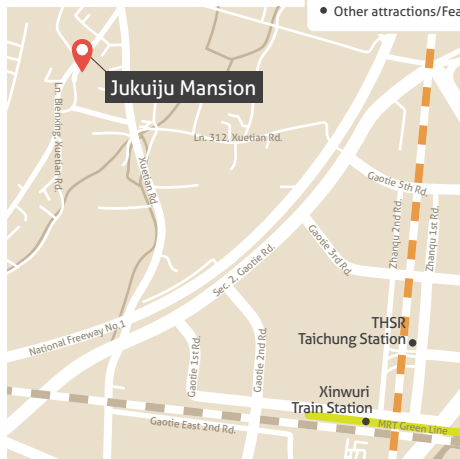 • Other attractions/Fea
Jukuiju Mansion
Ln. Bienxing, Xuetian Rd.
Ln. 312, Xuetian Rd.
Xuetian Rd.
Gaotie 5th Rd.
Zhanqu 2nd Rd.
Zhanqu 1st Rd.
Gaotie 3rd Rd.
Sec. 2, Gaotie Rd.
National Freeway No.1
THSR
Taichung Station
Gaotie 1st Rd.
Gaotie 2nd Rd.
Xinwuri
Train Station
Gaotie East 2nd Rd.
MRT Green Line